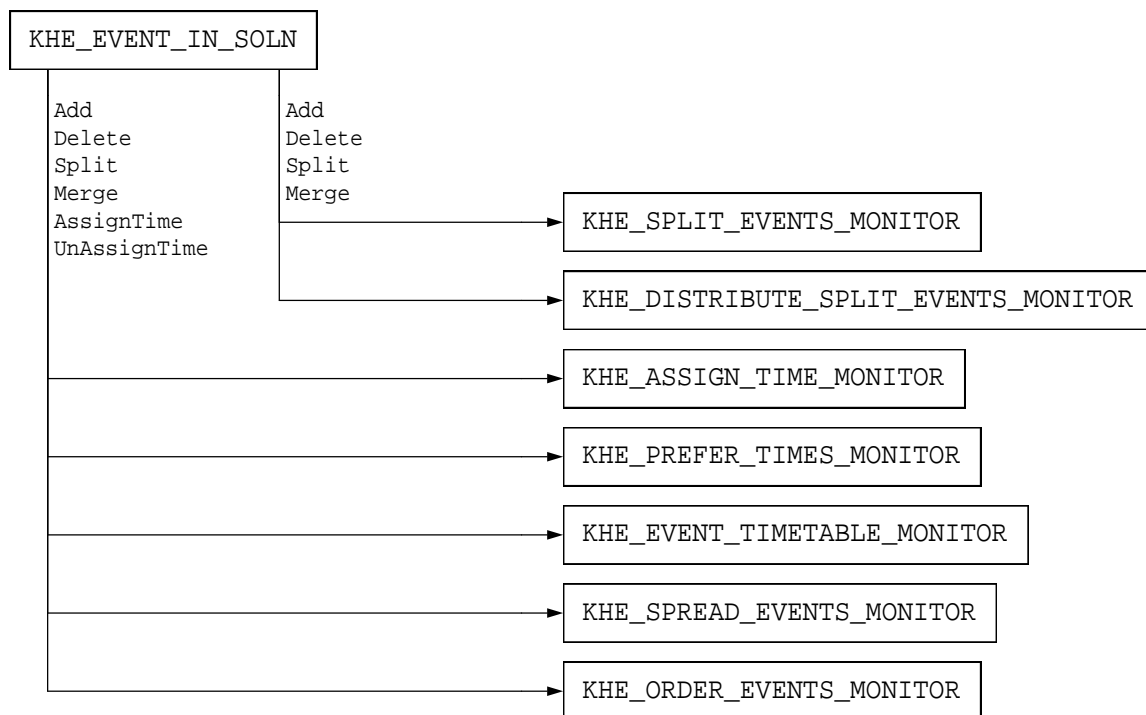 KHE_EVENT_IN_SOLN
Add
Delete
Split
Merge
AssignTime
UnAssignTime
Add
Delete
Split
Merge
KHE_SPLIT_EVENTS_MONITOR
KHE_DISTRIBUTE_SPLIT_EVENTS_MONITOR
KHE_ASSIGN_TIME_MONITOR
KHE_PREFER_TIMES_MONITOR
KHE_EVENT_TIMETABLE_MONITOR
KHE_SPREAD_EVENTS_MONITOR
KHE_ORDER_EVENTS_MONITOR